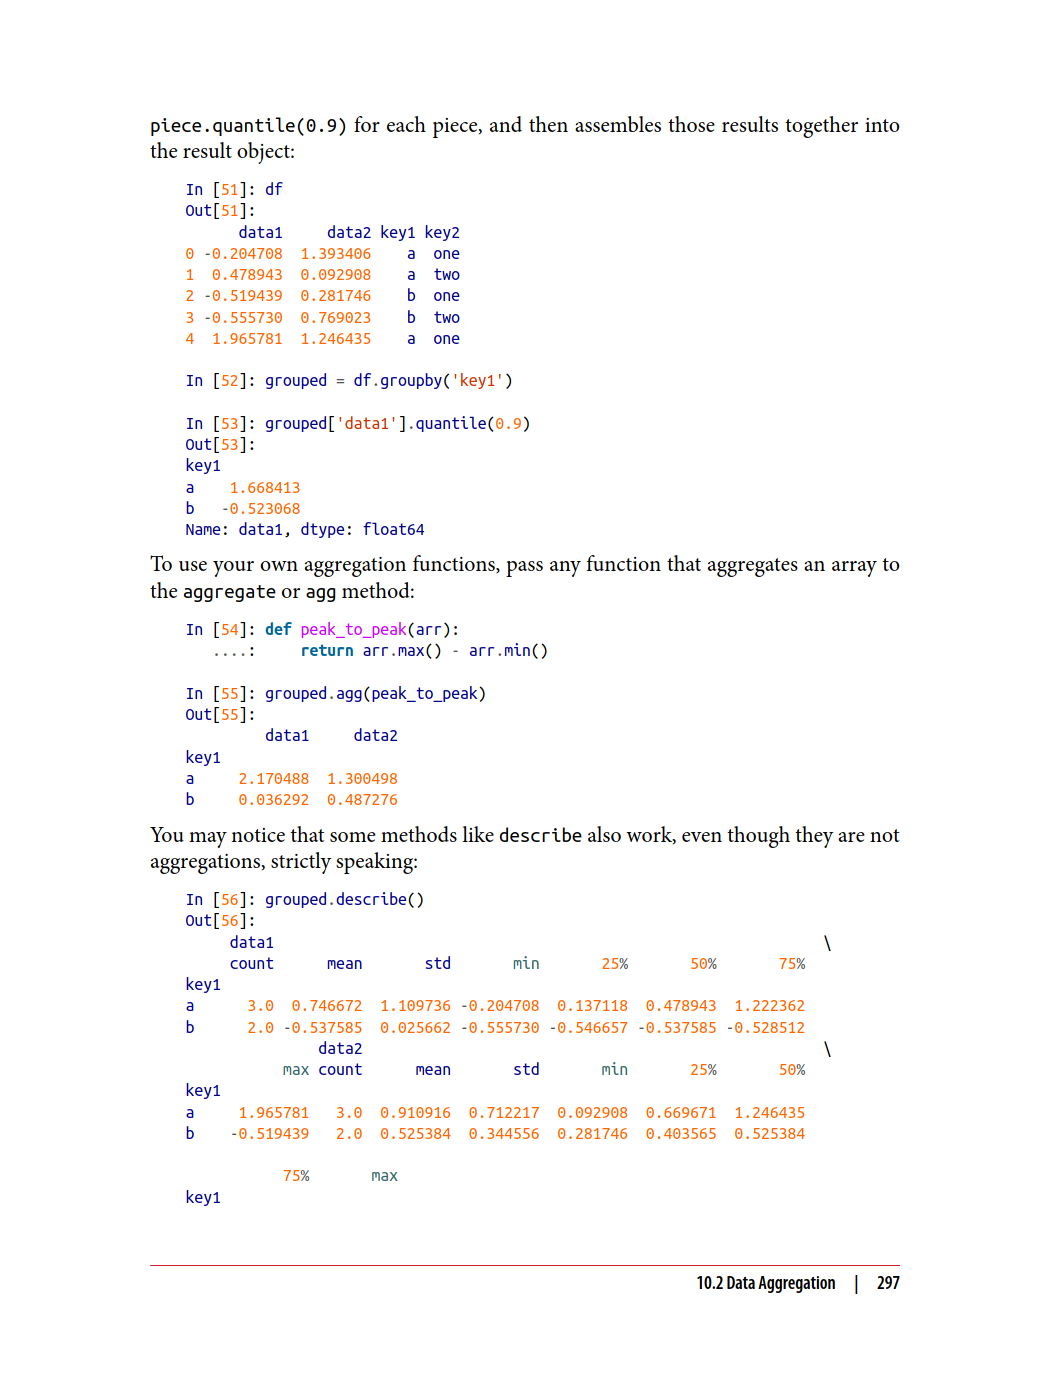 piece.quantile(0.9) for each piece, and then assembles those results together into
the result object:
In [51]: df
Out[51]:
      data1     data2 key1 key2
0 -0.204708  1.393406    a  one
1  0.478943  0.092908    a  two
2 -0.519439  0.281746    b  one
3 -0.555730  0.769023    b  two
4  1.965781  1.246435    a  one
In [52]: grouped = df.groupby('key1')
In [53]: grouped['data1'].quantile(0.9)
Out[53]:
key1
a    1.668413
b   -0.523068
Name: data1, dtype: float64
To use your own aggregation functions, pass any function that aggregates an array to
the aggregate or agg method:
In [54]: def peak_to_peak(arr):
   ....:     return arr.max() - arr.min()
In [55]: grouped.agg(peak_to_peak)
Out[55]:
         data1     data2
key1
a     2.170488  1.300498
b     0.036292  0.487276
You may notice that some methods like describe also work, even though they are not
aggregations, strictly speaking:
In [56]: grouped.describe()
Out[56]:
     data1                                                              \
     count      mean       std       min       25%       50%       75%
key1
a      3.0  0.746672  1.109736 -0.204708  0.137118  0.478943  1.222362
b      2.0 -0.537585  0.025662 -0.555730 -0.546657 -0.537585 -0.528512
               data2                                                    \
           max count      mean       std       min       25%       50%
key1
a     1.965781   3.0  0.910916  0.712217  0.092908  0.669671  1.246435
b    -0.519439   2.0  0.525384  0.344556  0.281746  0.403565  0.525384
           75%       max
key1
10.2 Data Aggregation | 297